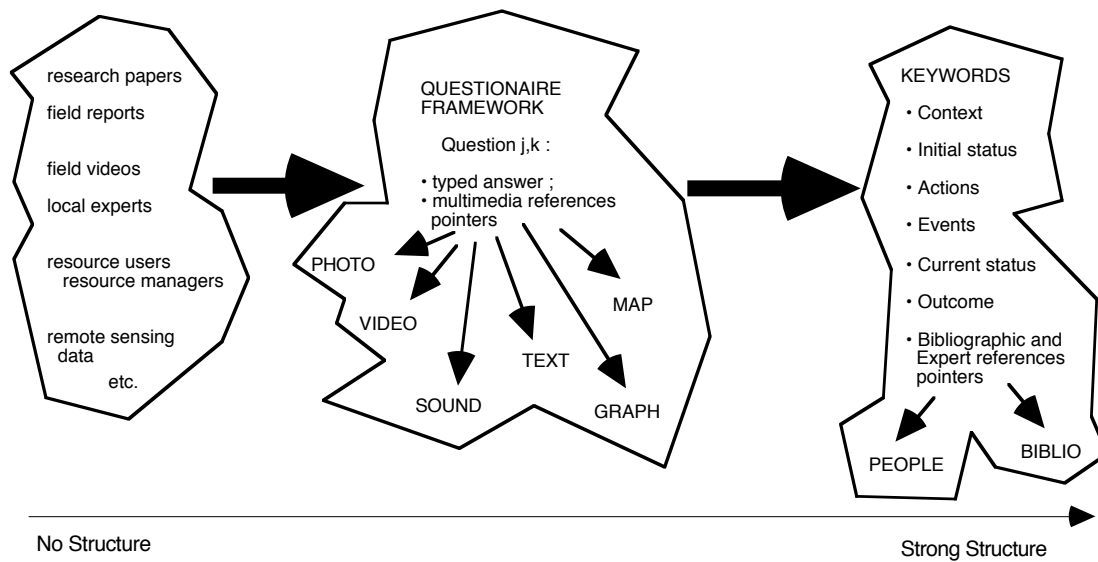 research papers
field reports
field videos
local experts
resource users
resource managers
remote sensing
data
etc.
QUESTIONAIRE
FRAMEWORK
Question j,k :
• typed answer ;
• multimedia references
pointers
PHOTO
VIDEO
SOUND
TEXT
GRAPH
MAP
KEYWORDS
• Context
• Initial status
• Actions
• Events
• Current status
• Outcome
• Bibliographic and
Expert references
pointers
PEOPLE
BIBLIO
No Structure
Strong Structure